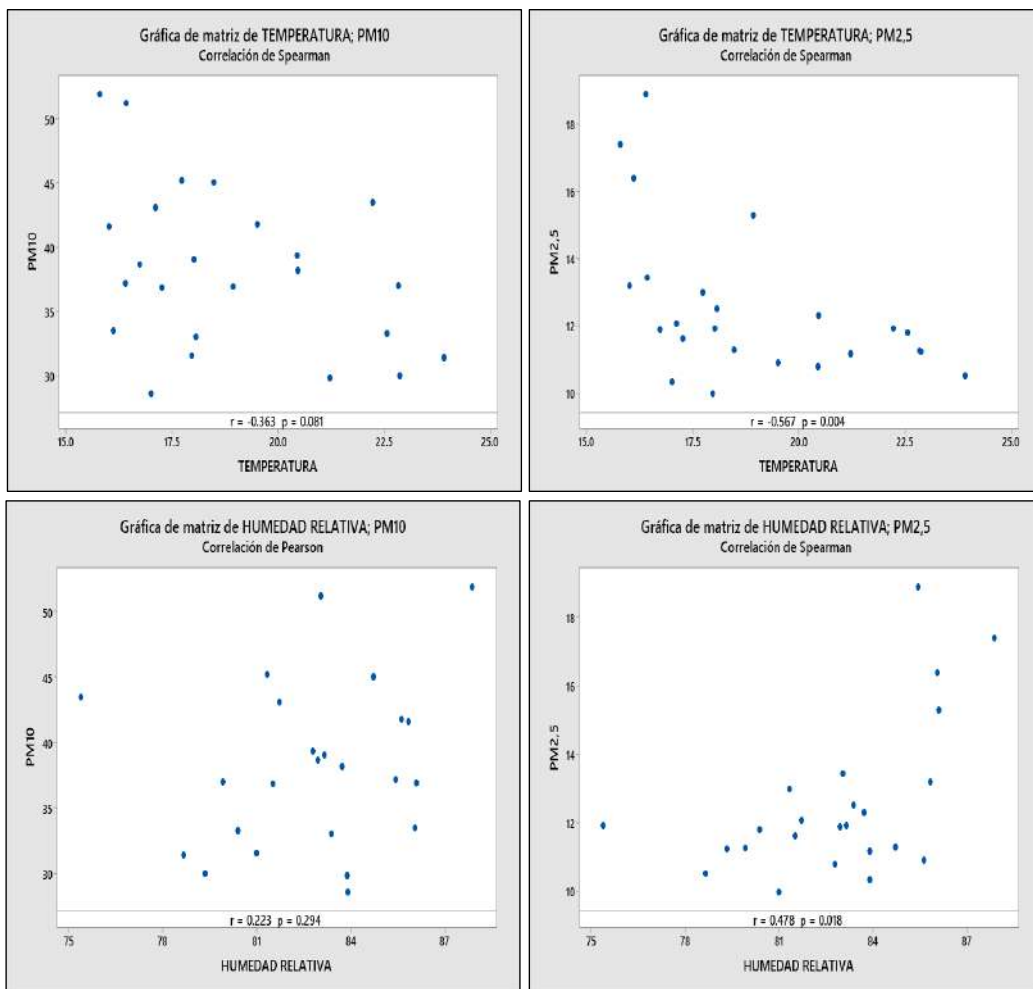 Gráfica de matriz de TEMPERATURA; PM10
Correlación de Spearman
50
45
40
35
30
PM10
r = -0.363 p = 0.081
15.0 17.5 20.0 22.5 25.0
TEMPERATURA
Gráfica de matriz de TEMPERATURA; PM2,5
Correlación de Spearman
18
16
14
12
10
PM2,5
r = -0.567 p = 0.004
15.0 17.5 20.0 22.5 25.0
TEMPERATURA
Gráfica de matriz de HUMEDAD RELATIVA; PM10
Correlación de Pearson
50
45
40
35
30
PM10
r = 0.223 p = 0.294
75 78 81 84 87
HUMEDAD RELATIVA
Gráfica de matriz de HUMEDAD RELATIVA; PM2,5
Correlación de Spearman
18
16
14
12
10
PM2,5
r = 0.478 p = 0.018
75 78 81 84 87
HUMEDAD RELATIVA